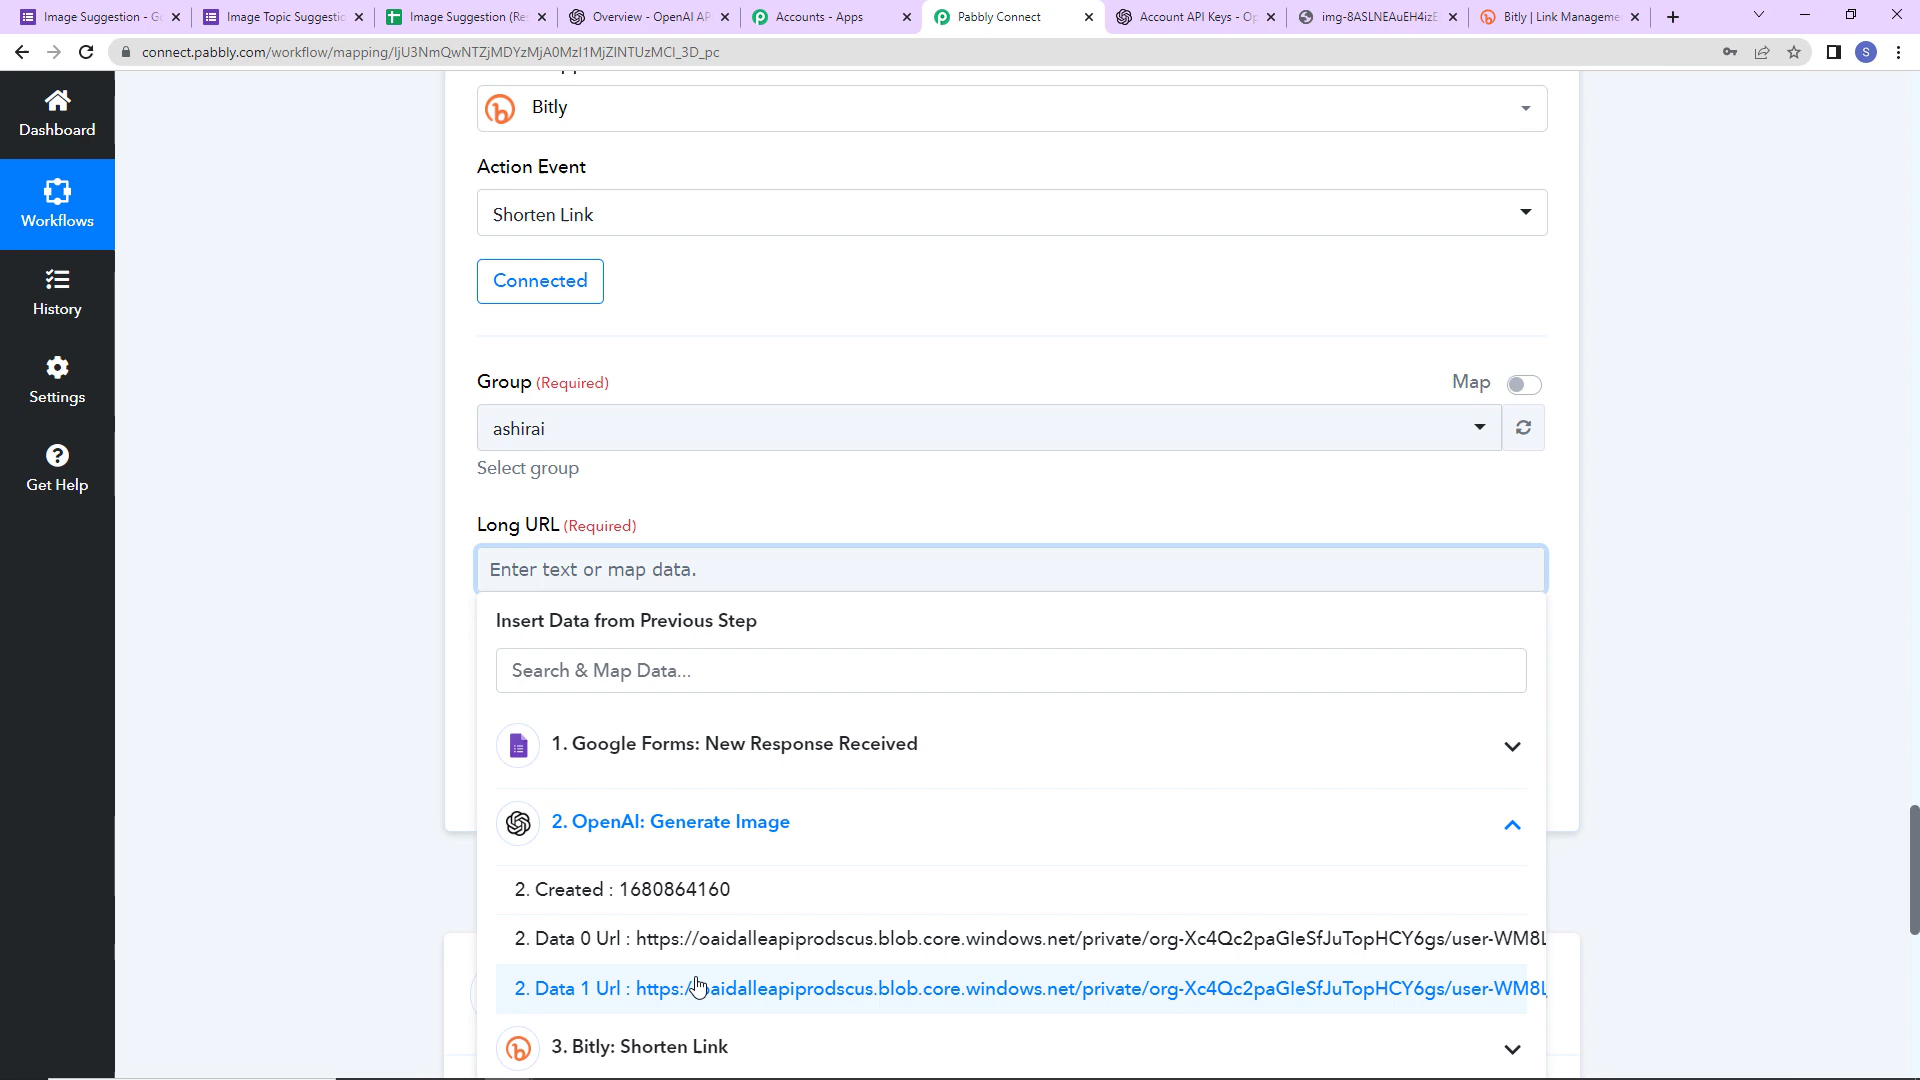 Image Suggestion - G
Image Topic Suggestic
Image Suggestion (Re
Overview - OpenAI AP
Accounts - Apps
Pabbly Connect
Account API Keys - Op
img-8ASLNEAuEH4izE
Bitly | Link Manageme
connect.pabbly.com/workflow/mapping/
S
Dashboard
Workflows
History
Settings
Get Help
Bitly
Action Event
Shorten Link
Connected
Group (Required)
Map
ashirai
Select group
Long URL (Required)
Enter text or map data.
Insert Data from Previous Step
Search & Map Data...
1. Google Forms: New Response Received
2. OpenAI: Generate Image
2. Created : 1680864160
2. Data 0 Url : https://oaidalleapiprodscus.blob.core.windows.net/private/org-Xc4Qc2paGIeSfJuTopHCY6gs/user-WM8L
2. Data 1 Url : https://oaidalleapiprodscus.blob.core.windows.net/private/org-Xc4Qc2paGIeSfJuTopHCY6gs/user-WM8L
3. Bitly: Shorten Link